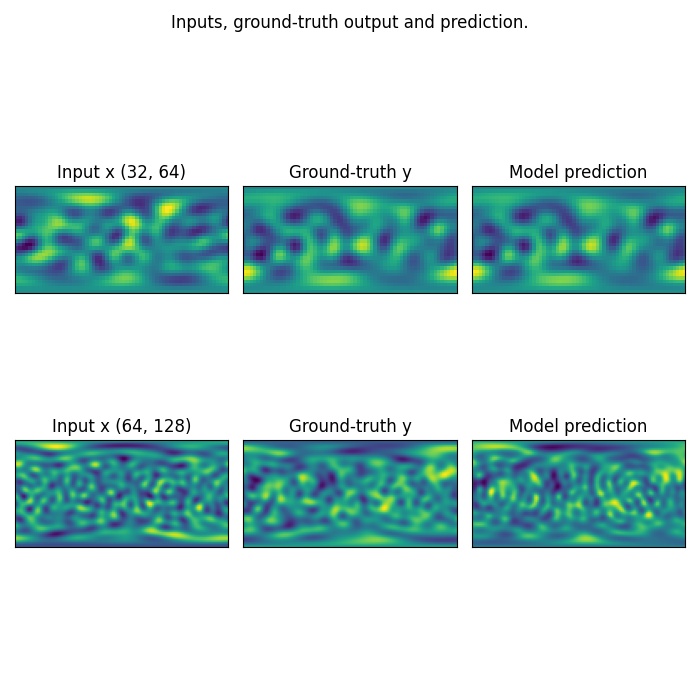 Inputs, ground-truth output and prediction.
Input x (32, 64)
Ground-truth y
Model prediction
Input x (64, 128)
Ground-truth y
Model prediction